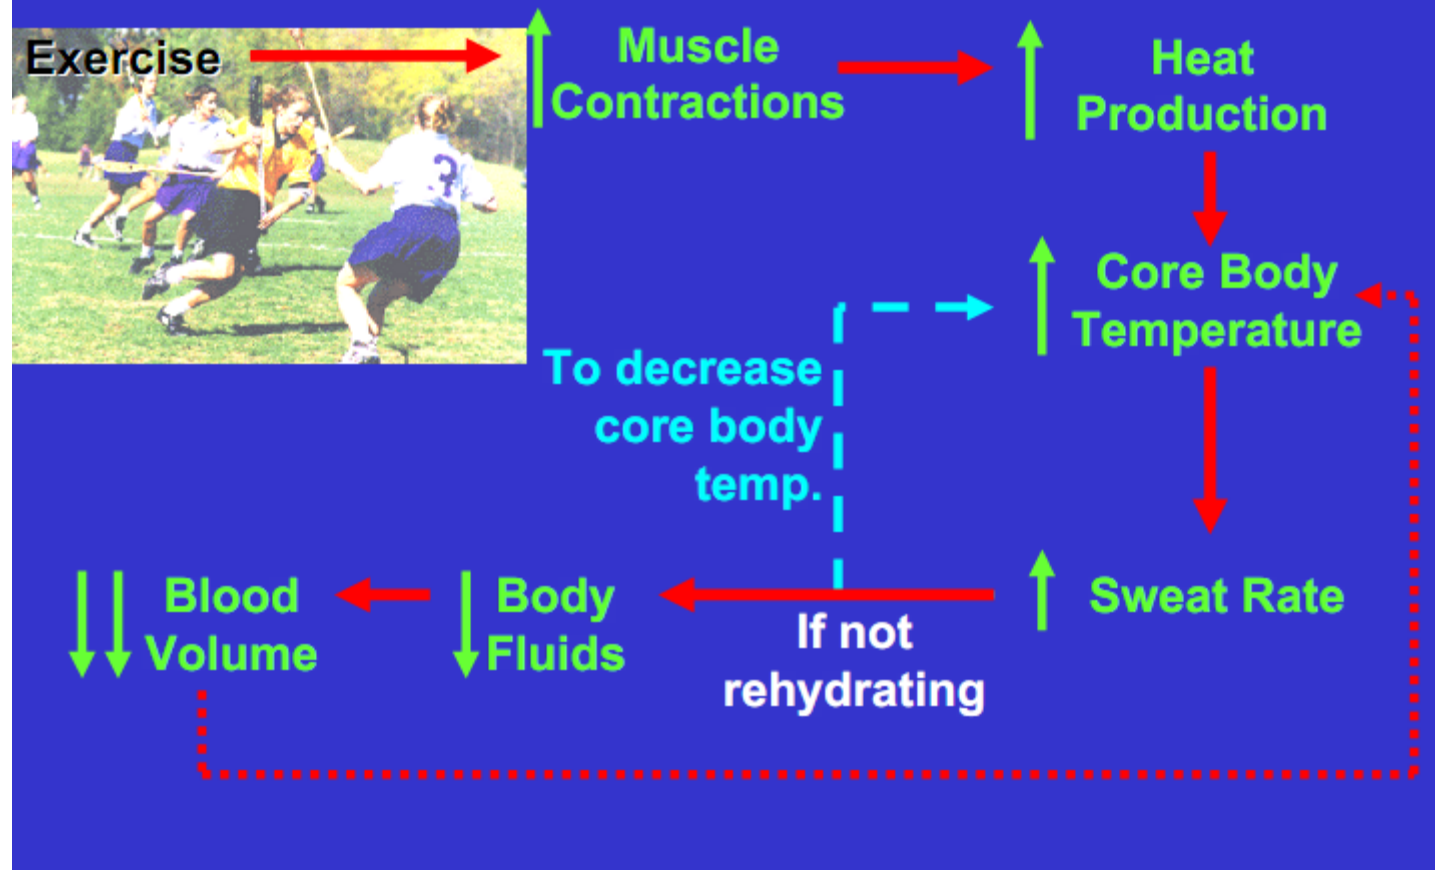 Exercise
Muscle
Contractions
Heat
Production
Core Body
Temperature
To decrease
core body
temp.
Sweat Rate
If not
rehydrating
Body
Fluids
Blood
Volume
3